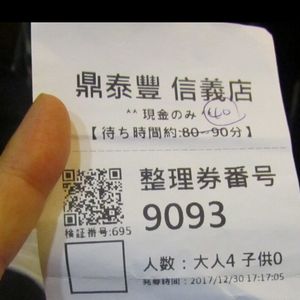 鼎泰豐 信義店
^^ 現金のみ 40
【待ち時間約:80~90分】
整理券番号
9093
検証番号:695
人数：大人4 子供0
発券時間：2017/12/30 17:17:05